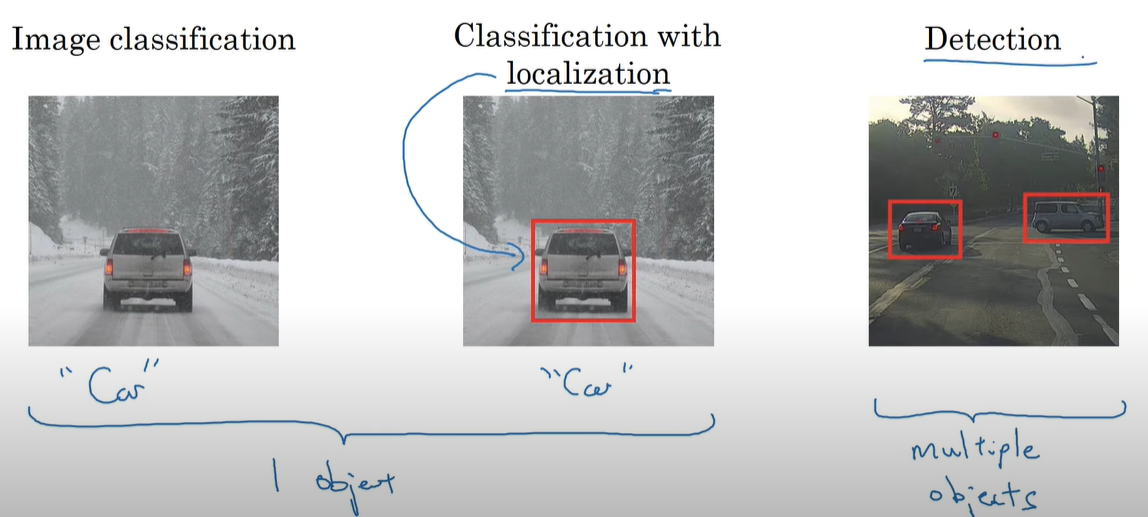 Image classification
Classification with
localization
Detection
"Car"
"Car"
1 object
multiple
objects